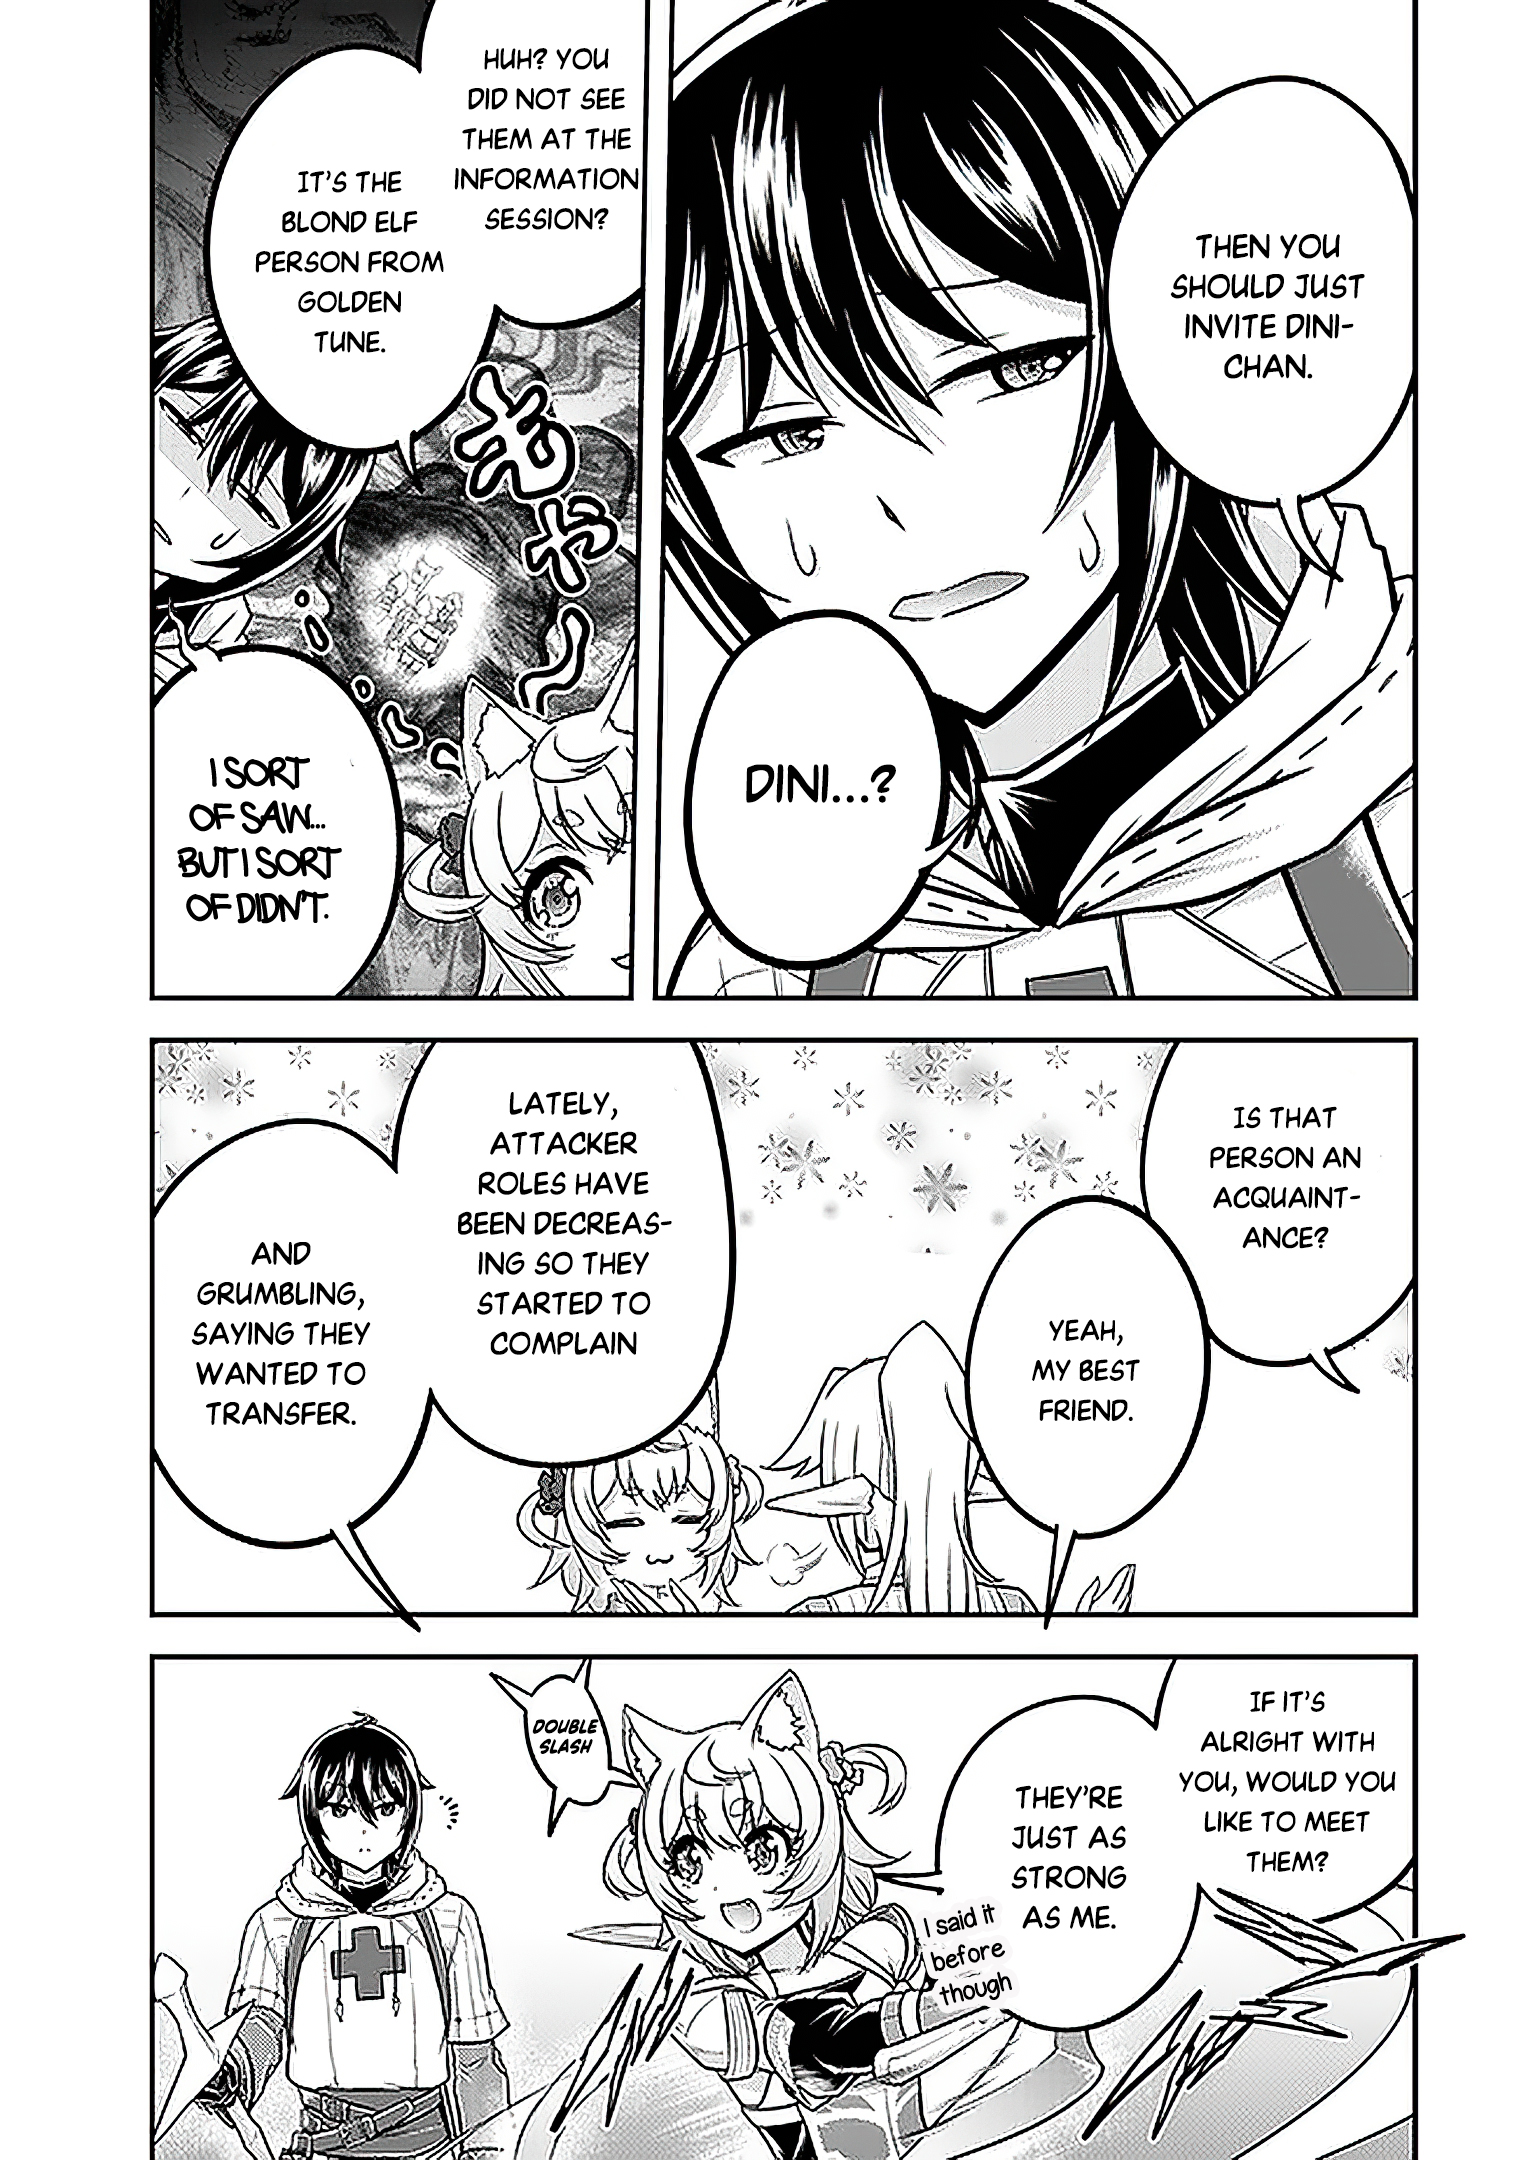 THEN YOU
SHOULD JUST
INVITE DINI-
CHAN.
DINI...?
HUH? YOU
DID NOT SEE
THEM AT THE
INFORMATION
SESSION?
IT'S THE
BLOND ELF
PERSON FROM
GOLDEN
TUNE.
もや〜
I SORT
OF SAW...
BUT I SORT
OF DIDN'T.
IS THAT
PERSON AN
ACQUAINT-
ANCE?
YEAH,
MY BEST
FRIEND.
LATELY,
ATTACKER
ROLES HAVE
BEEN DECREAS-
ING SO THEY
STARTED TO
COMPLAIN
AND
GRUMBLING,
SAYING THEY
WANTED TO
TRANSFER.
IF IT'S
ALRIGHT WITH
YOU, WOULD YOU
LIKE TO MEET
THEM?
THEY'RE
JUST AS
STRONG
AS ME.
I said it
before
though
DOUBLE
SLASH